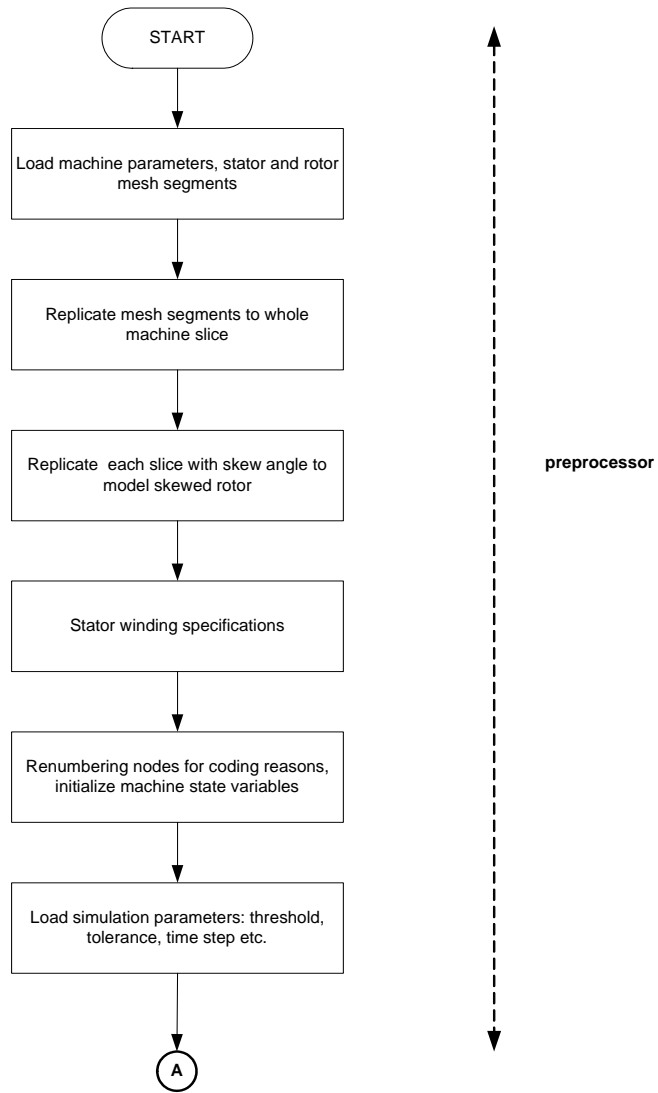 START
Load machine parameters, stator and rotor
mesh segments
Replicate mesh segments to whole
machine slice
Replicate  each slice with skew angle to
model skewed rotor
preprocessor
Stator winding specifications
Renumbering nodes for coding reasons,
initialize machine state variables
Load simulation parameters: threshold,
tolerance, time step etc.
A